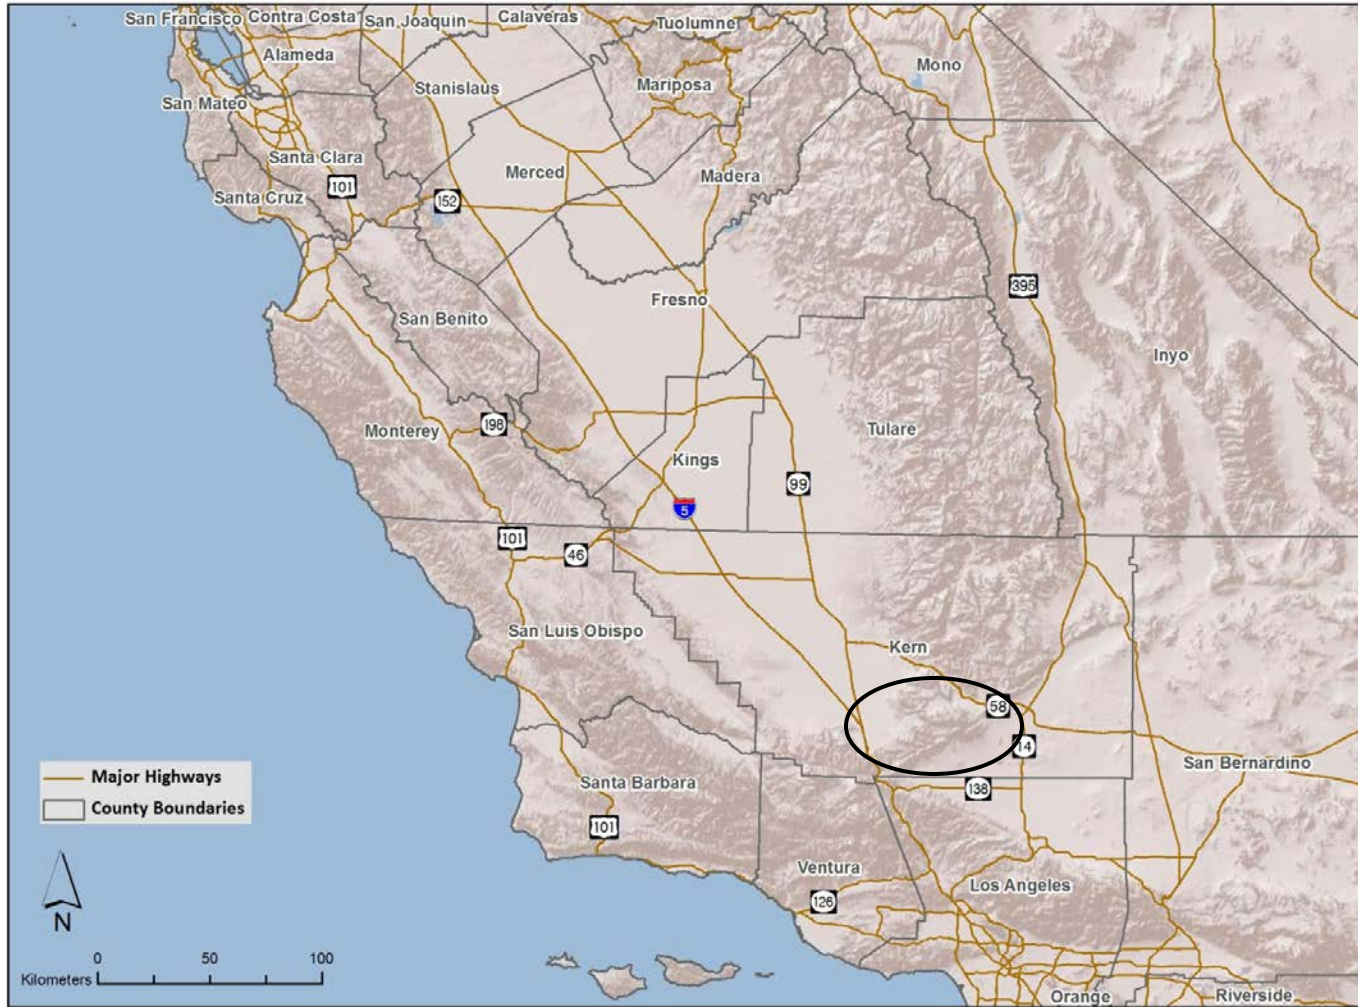 San Francisco
Contra Costa
San Joaquin
Calaveras
Tuolumne
Alameda
Mono
Stanislaus
Mariposa
San Mateo
Santa Clara
Merced
Madera
101
Santa Cruz
152
395
Fresno
San Benito
Inyo
198
Monterey
Tulare
Kings
99
5
101
46
San Luis Obispo
Kern
58
14
San Bernardino
Major Highways
County Boundaries
Santa Barbara
138
101
Ventura
Los Angeles
126
N
0 50 100
Kilometers
Orange
Riverside